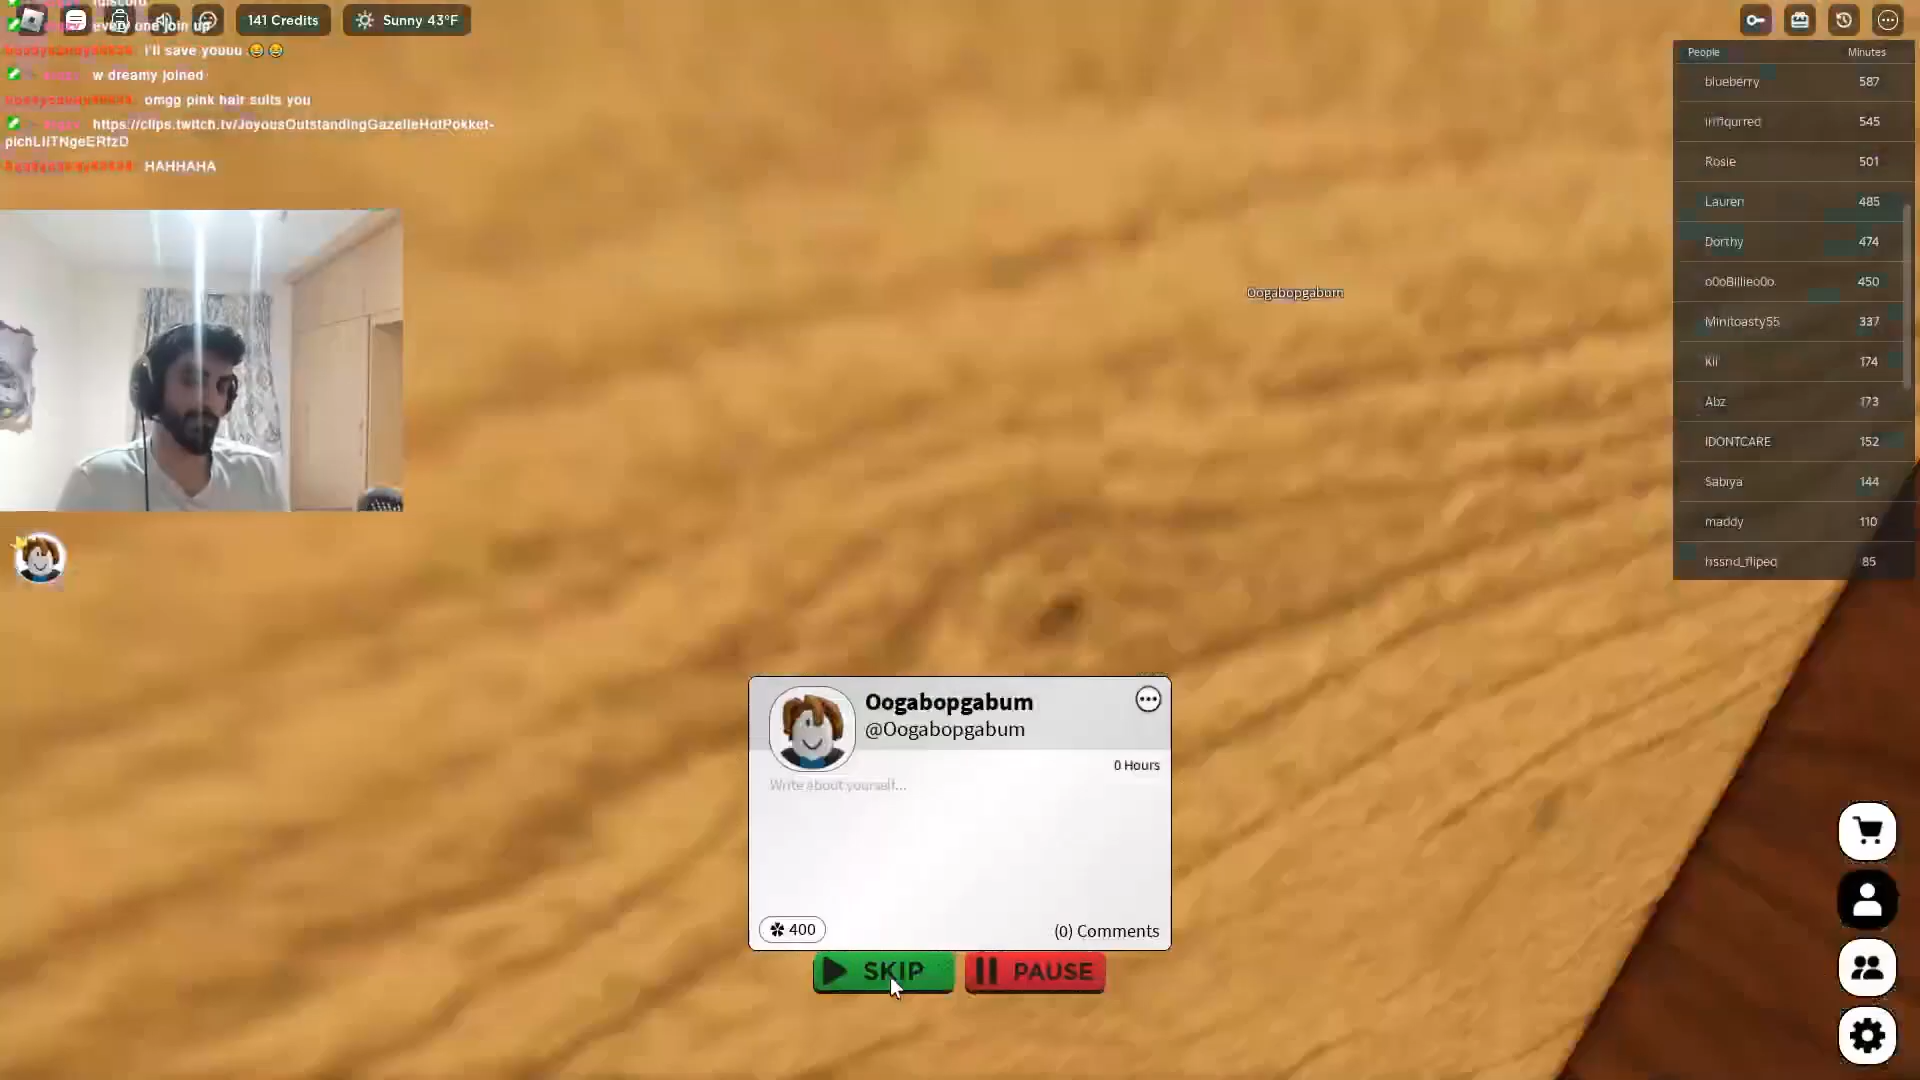 141 Credits
Sunny 43°F
every one join up
i'll save youuu 😂😂
w dreamy joined
omgg pink hair suits you
https://clips.twitch.tv/JoyousOutstandingGazelleHotPokket-
HAHHAHA
People Minutes
blueberry 587
545
Rosie 501
Lauren 485
Dorthy 474
o0oBillieo0o 450
Minitoasty55 337
174
Abz 173
IDONTCARE 152
Sabiya 144
maddy 110
85
Oogabopgabum
Oogabopgabum
@Oogabopgabum
0 Hours
Write about yourself...
400
(0) Comments
SKIP
PAUSE